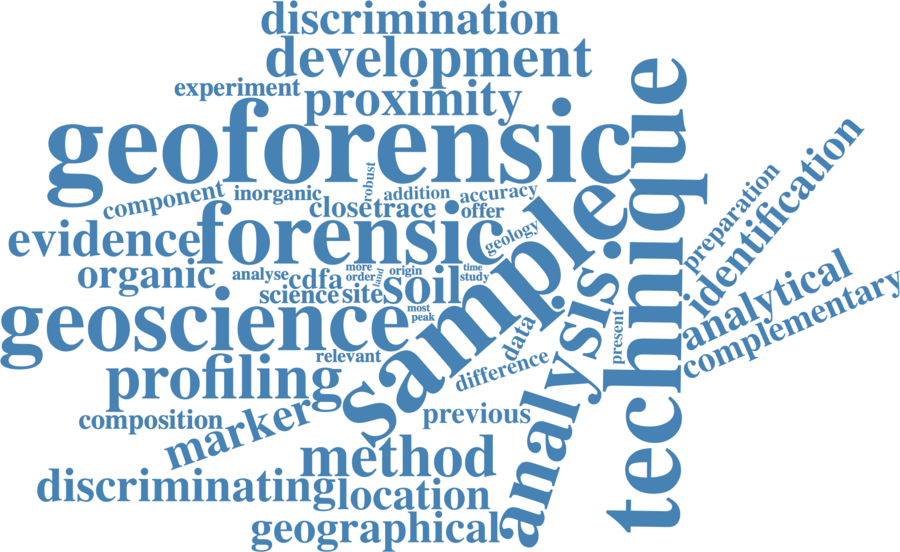 discrimination
development
experiment
proximity
geoforensic
technique
identification
preparation
component
inorganic
robust
addition
accuracy
close
trace
offer
evidence
forensic
geology
sample
organic
analyse
cdfa
more
order
land
origin
time
study
science
site
soil
analytical
complementary
geoscience
most
peak
relevant
data
present
difference
analysis
profiling
composition
marker
previous
method
discriminating
location
geographical